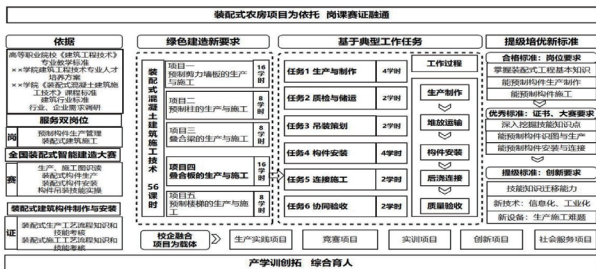 装配式农房项目为依托 岗课赛证融通
依据
高等职业院校《建筑工程技术》
专业教学标准
××学院建筑工程技术专业人才
培养方案
××学院《装配式混凝土建筑施
工技术》课程标准
建筑行业标准
行业、企业需求调研
服务双岗位
岗
预制构件生产管理
装配式建筑施工
全国装配式智能建造大赛
赛
生产、施工图识读
装配式构件生产
装配式构件安装
构件吊装技能实操
装配式建筑构件制作与安装
证
装配式生产工艺流程知识和
技能考核
装配式施工工艺流程知识和
技能考核
绿色建造新要求
装配式混凝土建筑施工技术 56课时
项目一
预制剪力墙板的生产
与施工
16学时
项目二
预制柱的生产与施工
8学时
项目三
叠合梁的生产与施工
8学时
项目四
叠合板的生产与施工
16学时
项目五
预制楼梯的生产与施工
8学时
基于典型工作任务
任务1 生产与制作
4学时
任务2 质检与储运
2学时
任务3 吊装策划
2学时
任务4 构件安装
4学时
任务5 连接施工
2学时
任务6 协同验收
2学时
工作过程
生产制作
堆放运输
构件安装
后浇连接
质量验收
提级培优新标准
合格标准：岗位要求
掌握装配式工程基本知识
能预制构件生产制作
能预制构件施工
优秀标准：证书、大赛要求
深入挖掘技能知识点
能预制构件识图与生产
能预制构件安装与连接
提级标准：创新要求
技能知识迁移能力
新技术：信息化、工业化
新设备：生产施工难题
校企融合
项目为载体
生产实践项目
竞赛项目
实训项目
创新项目
社会服务项目
产学训创拓 综合育人